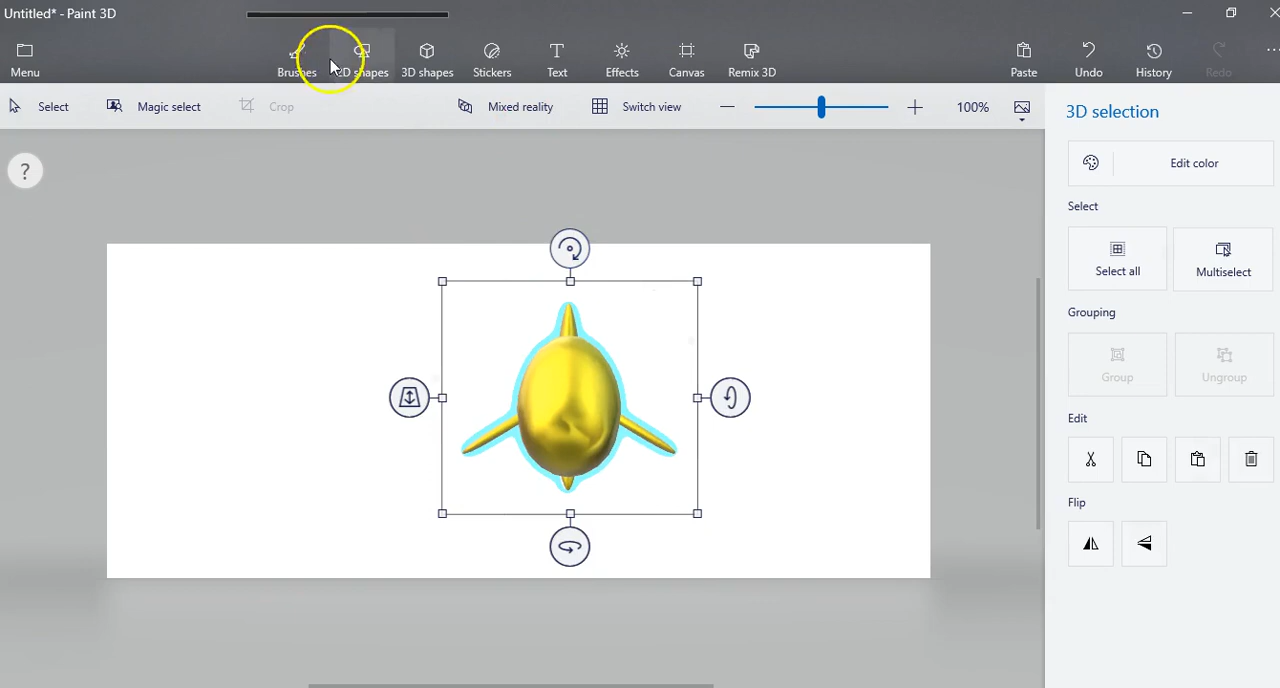 Untitled* - Paint 3D
Menu
Brushes
2D shapes
3D shapes
Stickers
Text
Effects
Canvas
Remix 3D
Paste
Undo
History
Redo
Select
Magic select
Crop
Mixed reality
Switch view
100%
?
3D selection
Edit color
Select
Select all
Multiselect
Grouping
Group
Ungroup
Edit
Flip